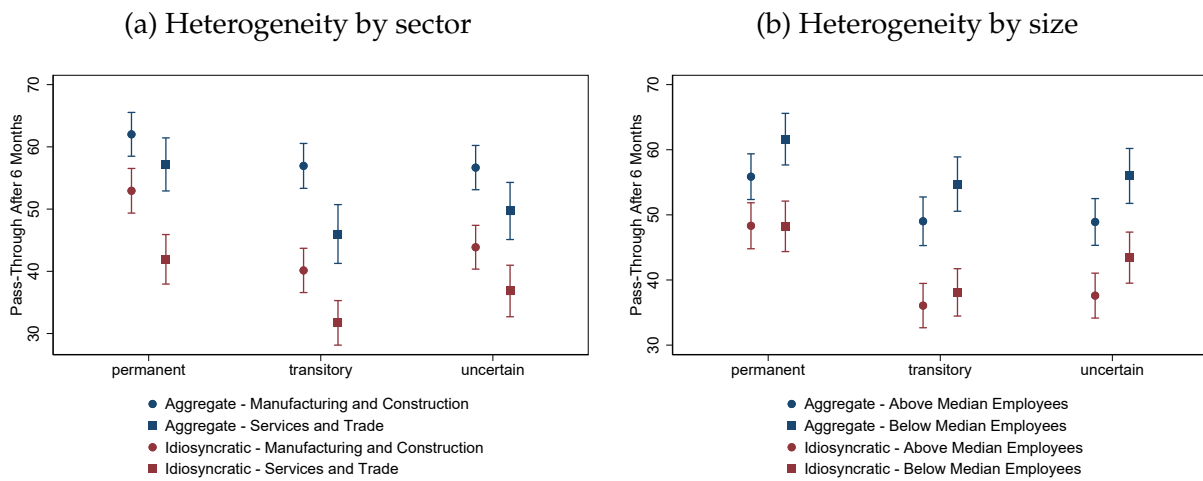 (a) Heterogeneity by sector
Pass-Through After 6 Months
70
60
50
40
30
permanent transitory uncertain
Aggregate - Manufacturing and Construction
Aggregate - Services and Trade
Idiosyncratic - Manufacturing and Construction
Idiosyncratic - Services and Trade
(b) Heterogeneity by size
Pass-Through After 6 Months
70
60
50
40
30
permanent transitory uncertain
Aggregate - Above Median Employees
Aggregate - Below Median Employees
Idiosyncratic - Above Median Employees
Idiosyncratic - Below Median Employees